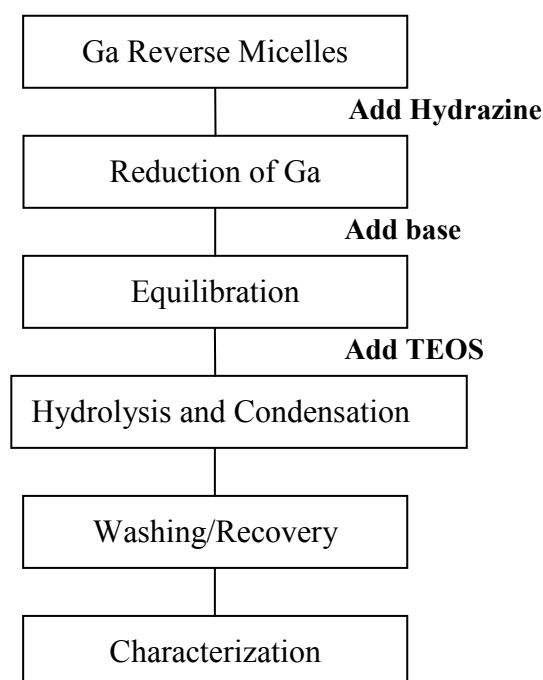 Ga Reverse Micelles
Add Hydrazine
Reduction of Ga
Add base
Equilibration
Add TEOS
Hydrolysis and Condensation
Washing/Recovery
Characterization